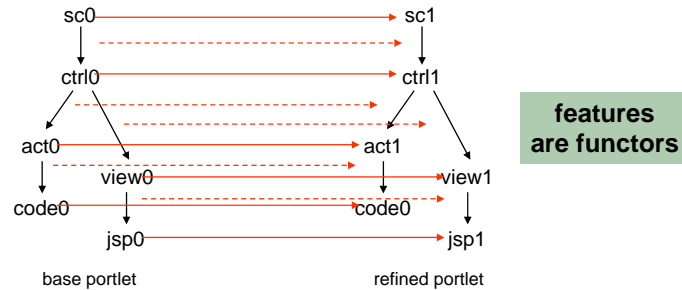 sc0 sc1
ctrl0 ctrl1
features
are functors
act0 act1
view0 view1
code0 code0
jsp0 jsp1
base portlet refined portlet